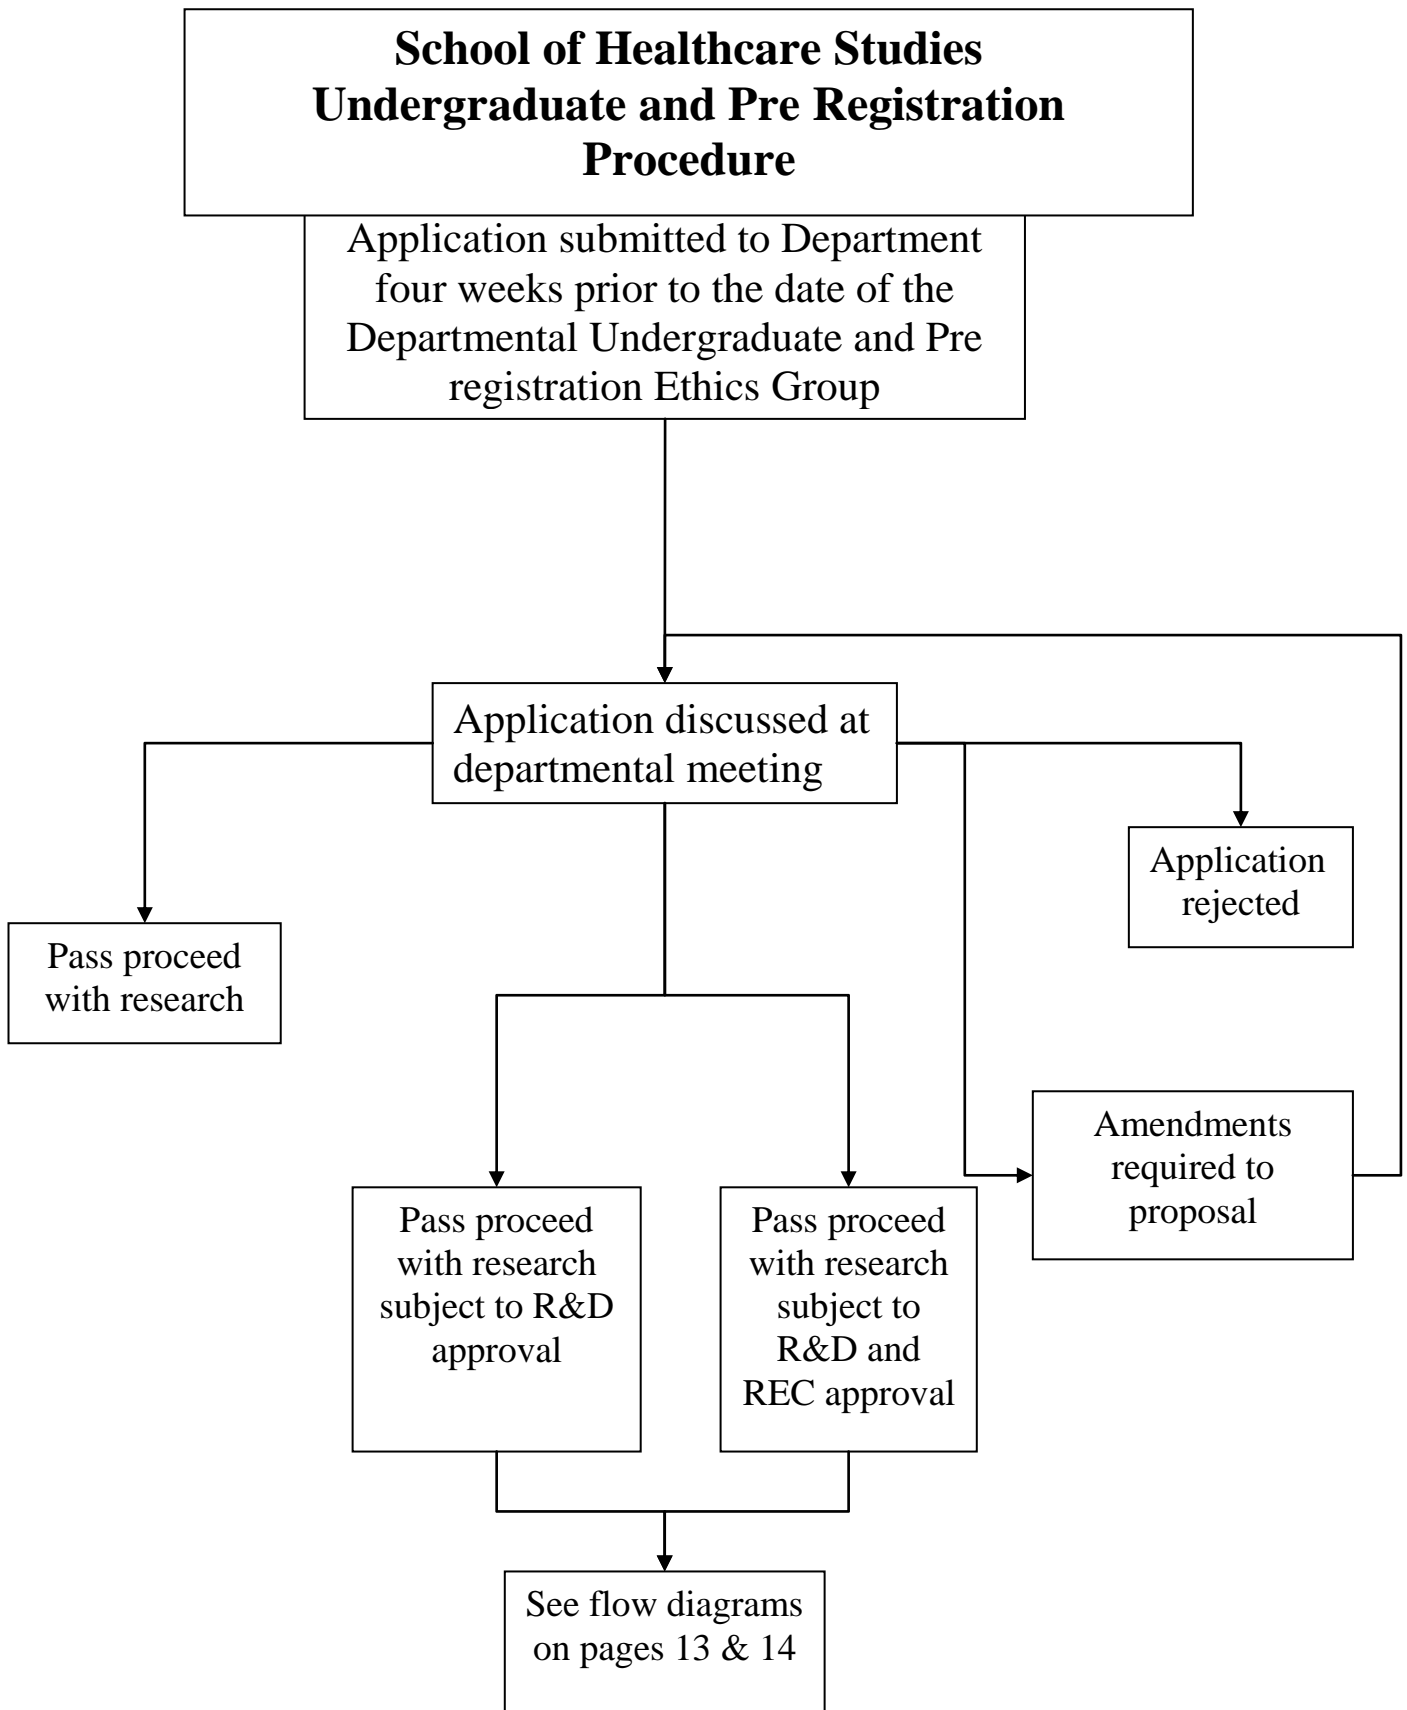 School of Healthcare Studies
Undergraduate and Pre Registration
Procedure
Application submitted to Department
four weeks prior to the date of the
Departmental Undergraduate and Pre
registration Ethics Group
Application discussed at
departmental meeting
Application
rejected
Pass proceed
with research
Amendments
required to
proposal
Pass proceed
with research
subject to R&D
approval
Pass proceed
with research
subject to
R&D and
REC approval
See flow diagrams
on pages 13 & 14